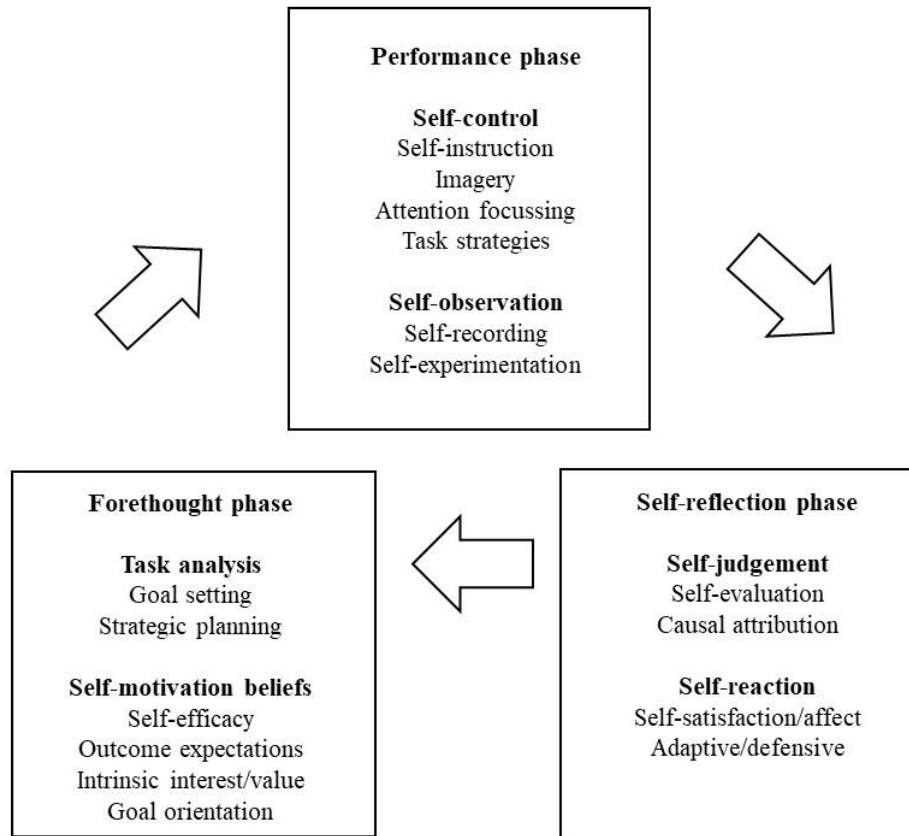 Performance phase
Self-control
Self-instruction
Imagery
Attention focussing
Task strategies
Self-observation
Self-recording
Self-experimentation
Forethought phase
Task analysis
Goal setting
Strategic planning
Self-motivation beliefs
Self-efficacy
Outcome expectations
Intrinsic interest/value
Goal orientation
Self-reflection phase
Self-judgement
Self-evaluation
Causal attribution
Self-reaction
Self-satisfaction/affect
Adaptive/defensive